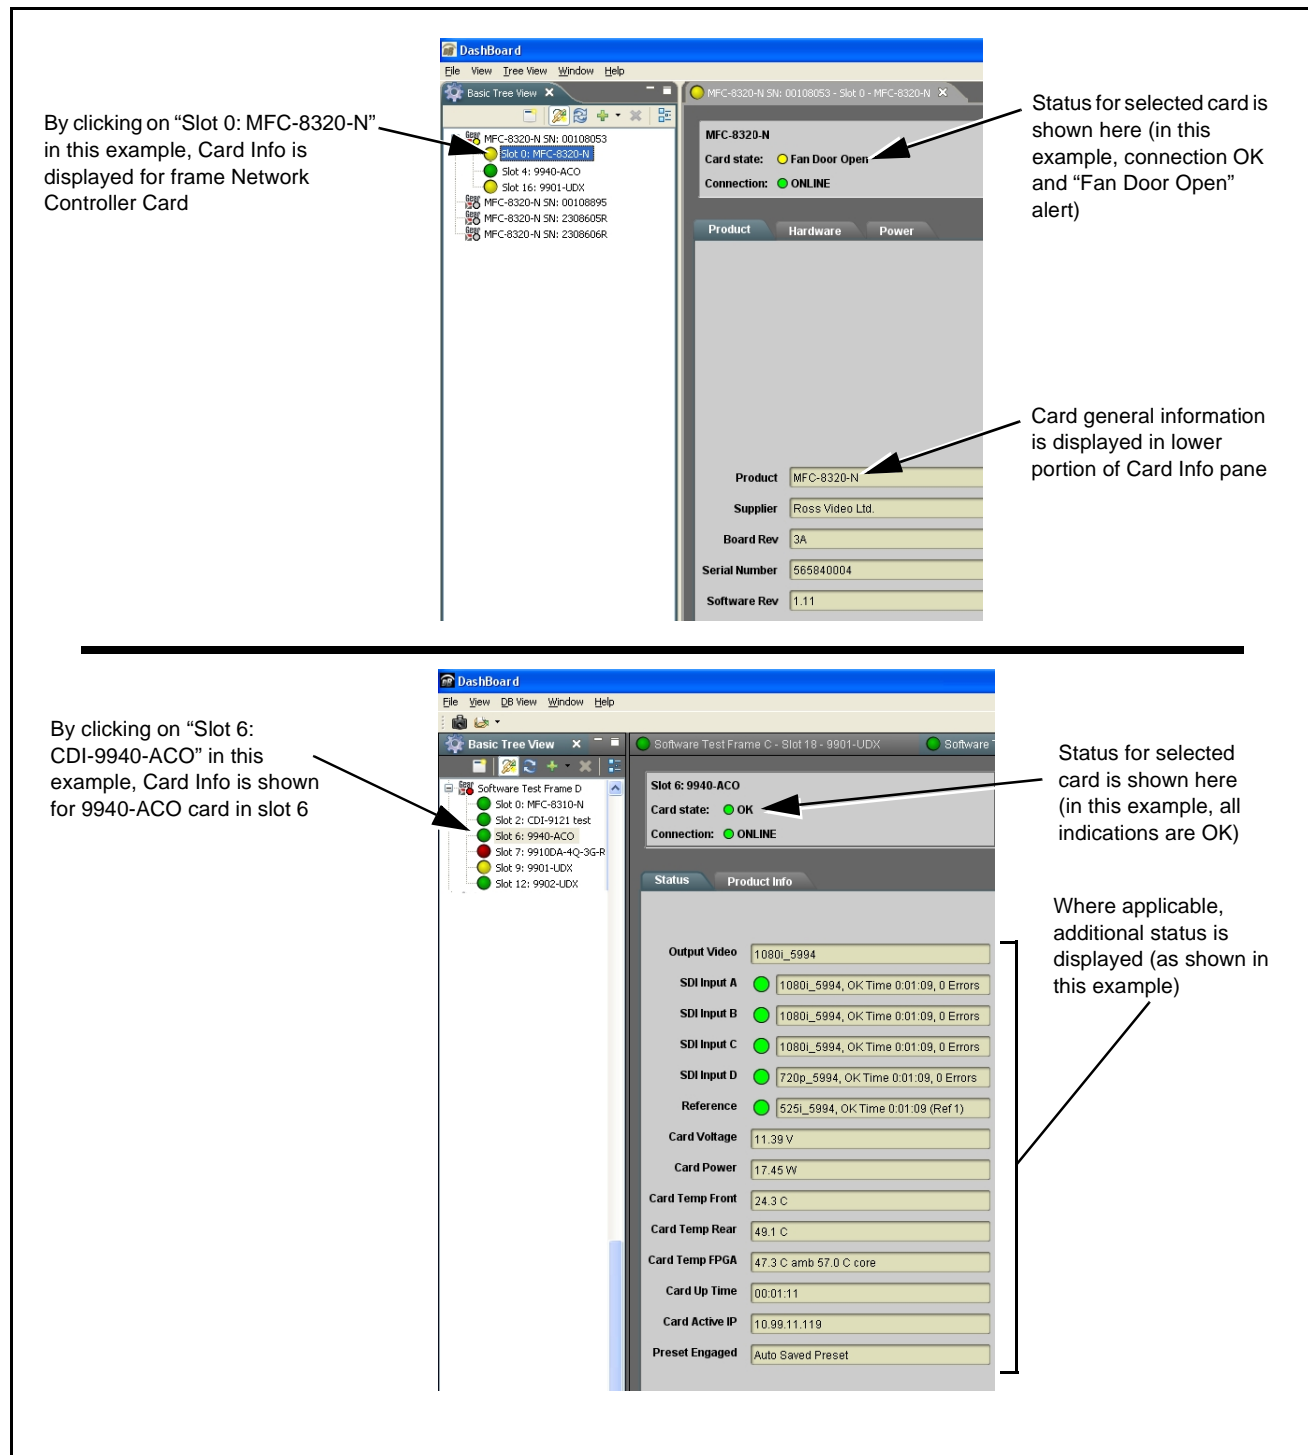 DashBoard
File View Tree View Window Help
Basic Tree View
MFC-8320-N SN: 00108053 - Slot 0 - MFC-8320-N
By clicking on “Slot 0: MFC-8320-N”
in this example, Card Info is
displayed for frame Network
Controller Card
MFC-8320-N SN: 00108053
Slot 0: MFC-8320-N
Slot 4: 9940-ACO
Slot 16: 9901-UDX
MFC-8320-N SN: 00108895
MFC-8320-N SN: 2308605R
MFC-8320-N SN: 2308606R
MFC-8320-N
Card state: Fan Door Open
Connection: ONLINE
Status for selected card is
shown here (in this
example, connection OK
and “Fan Door Open”
alert)
Product Hardware Power
Card general information
is displayed in lower
portion of Card Info pane
Product MFC-8320-N
Supplier Ross Video Ltd.
Board Rev 3A
Serial Number 565840004
Software Rev 1.11
DashBoard
File View DB View Window Help
Basic Tree View
Software Test Frame C - Slot 18 - 9901-UDX
Software
By clicking on “Slot 6:
CDI-9940-ACO” in this
example, Card Info is shown
for 9940-ACO card in slot 6
Software Test Frame D
Slot 0: MFC-8310-N
Slot 2: CDI-9121 test
Slot 6: 9940-ACO
Slot 7: 9910DA-4Q-3G-R
Slot 9: 9901-UDX
Slot 12: 9902-UDX
Slot 6: 9940-ACO
Card state: OK
Connection: ONLINE
Status for selected
card is shown here
(in this example, all
indications are OK)
Status Product Info
Where applicable,
additional status is
displayed (as shown in
this example)
Output Video 1080i_5994
SDI Input A 1080i_5994, OK Time 0:01:09, 0 Errors
SDI Input B 1080i_5994, OK Time 0:01:09, 0 Errors
SDI Input C 1080i_5994, OK Time 0:01:09, 0 Errors
SDI Input D 720p_5994, OK Time 0:01:09, 0 Errors
Reference 525i_5994, OK Time 0:01:09 (Ref 1)
Card Voltage 11.39 V
Card Power 17.45 W
Card Temp Front 24.3 C
Card Temp Rear 49.1 C
Card Temp FPGA 47.3 C amb 57.0 C core
Card Up Time 00:01:11
Card Active IP 10.99.11.119
Preset Engaged Auto Saved Preset